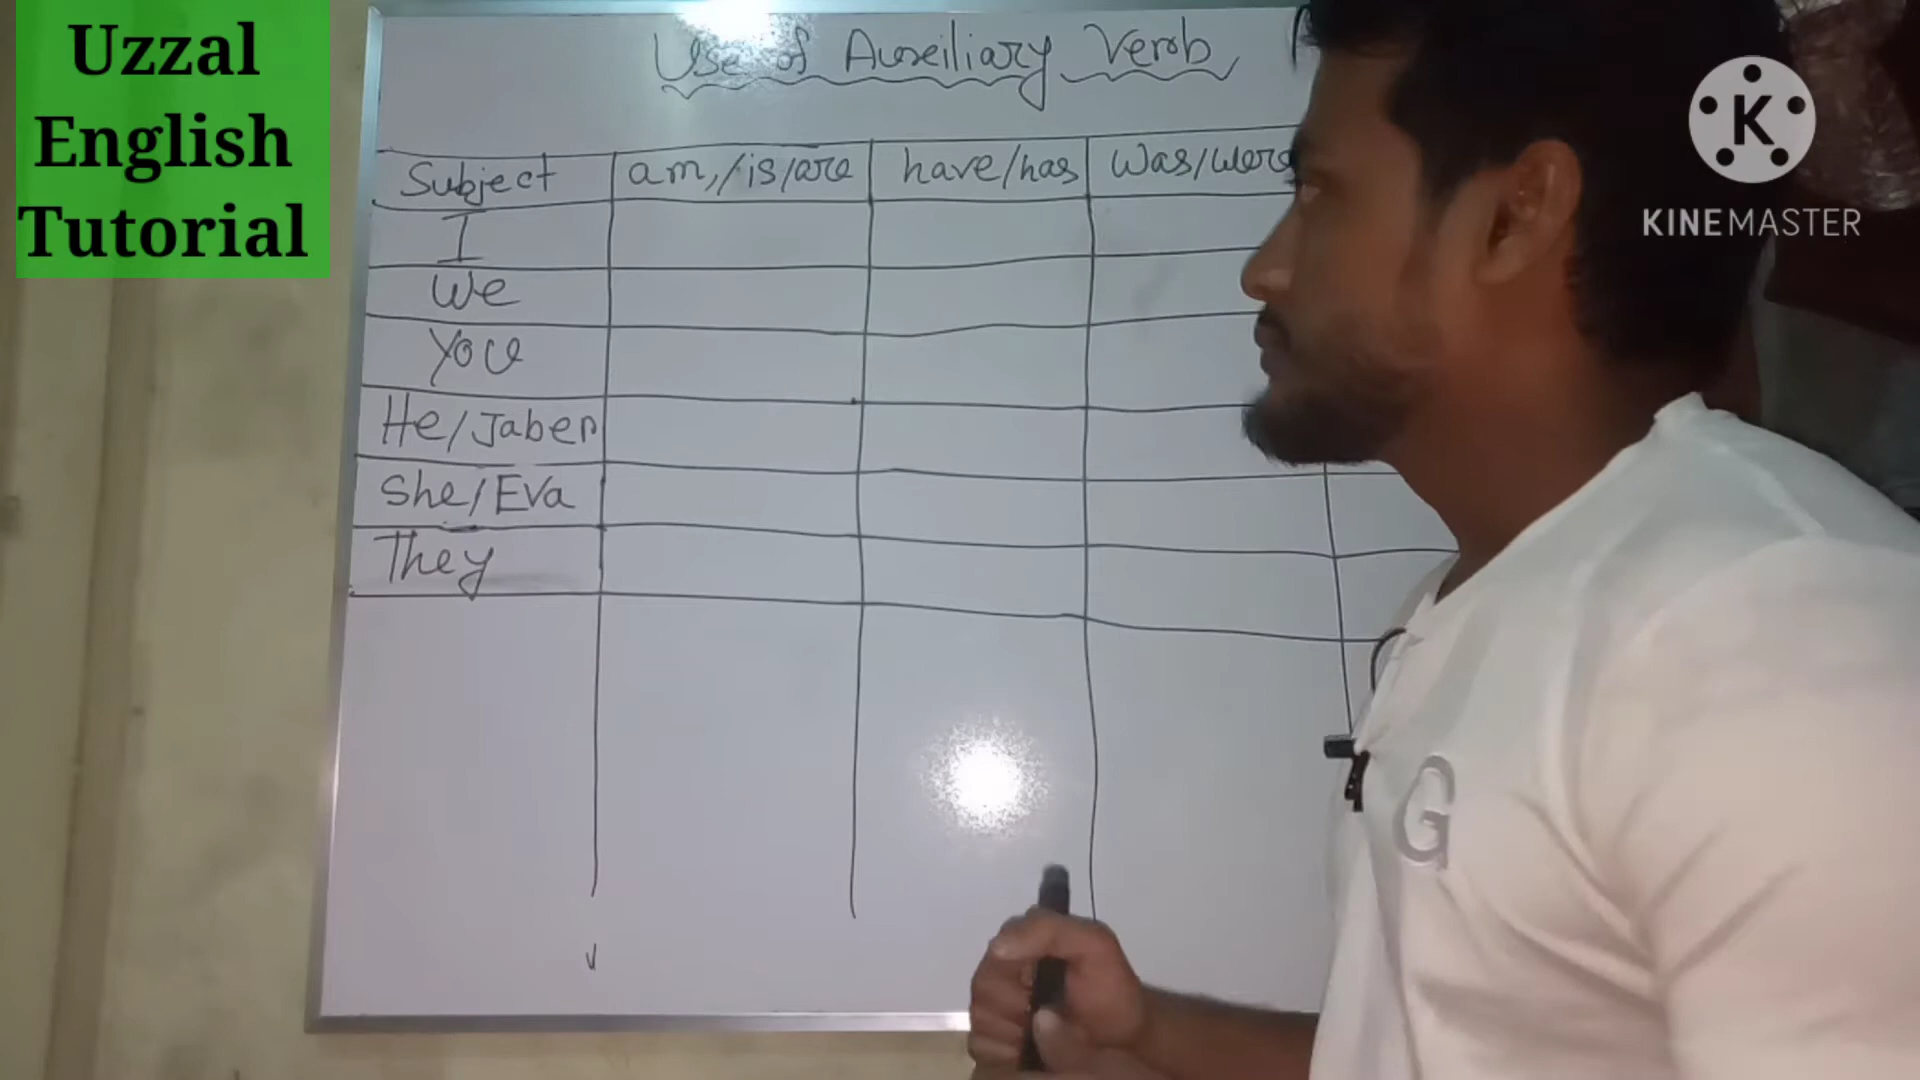 Uzzal
English
Tutorial
KINEMASTER
Use of Auxiliary Verb
Subject am,/is/are have/has was/were
I
We
You
He/Jaber
She/Eva
They
G